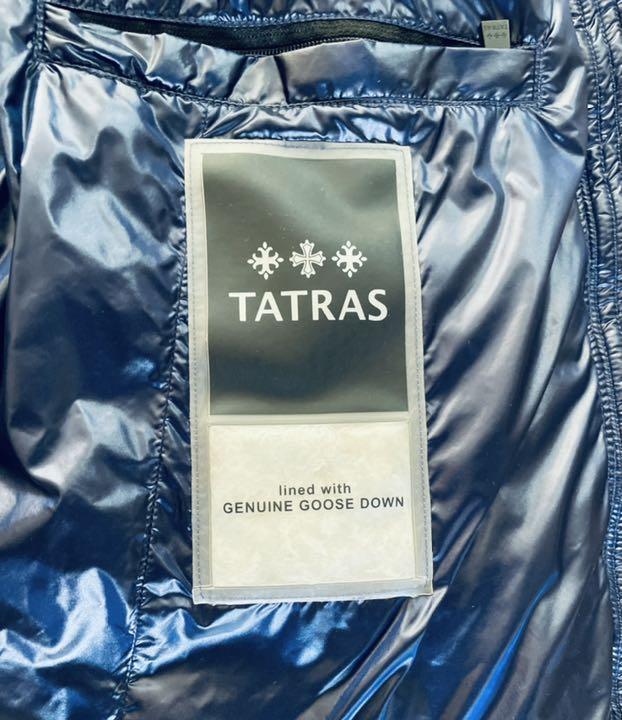 TATRAS
lined with
GENUINE GOOSE DOWN